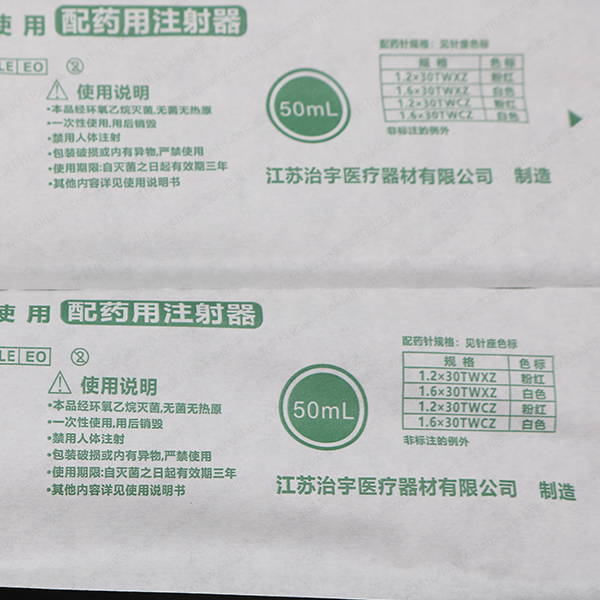 使用 配药用注射器
LE EO
使用说明
•本品经环氧乙烷灭菌,无菌无热原
•一次性使用,用后销毁
•禁用人体注射
•包装破损或内有异物,严禁使用
•使用期限:自灭菌之日起有效期三年
•其他内容详见使用说明书
50mL
配药针规格：见针座色标
规格 色标
1.2×30TWXZ 粉红
1.6×30TWXZ 白色
1.2×30TWCZ 粉红
1.6×30TWCZ 白色
非标注的例外
江苏治宇医疗器材有限公司 制造
使用 配药用注射器
LE EO
使用说明
•本品经环氧乙烷灭菌,无菌无热原
•一次性使用,用后销毁
•禁用人体注射
•包装破损或内有异物,严禁使用
•使用期限:自灭菌之日起有效期三年
•其他内容详见使用说明书
50mL
配药针规格：见针座色标
规格 色标
1.2×30TWXZ 粉红
1.6×30TWXZ 白色
1.2×30TWCZ 粉红
1.6×30TWCZ 白色
非标注的例外
江苏治宇医疗器材有限公司 制造